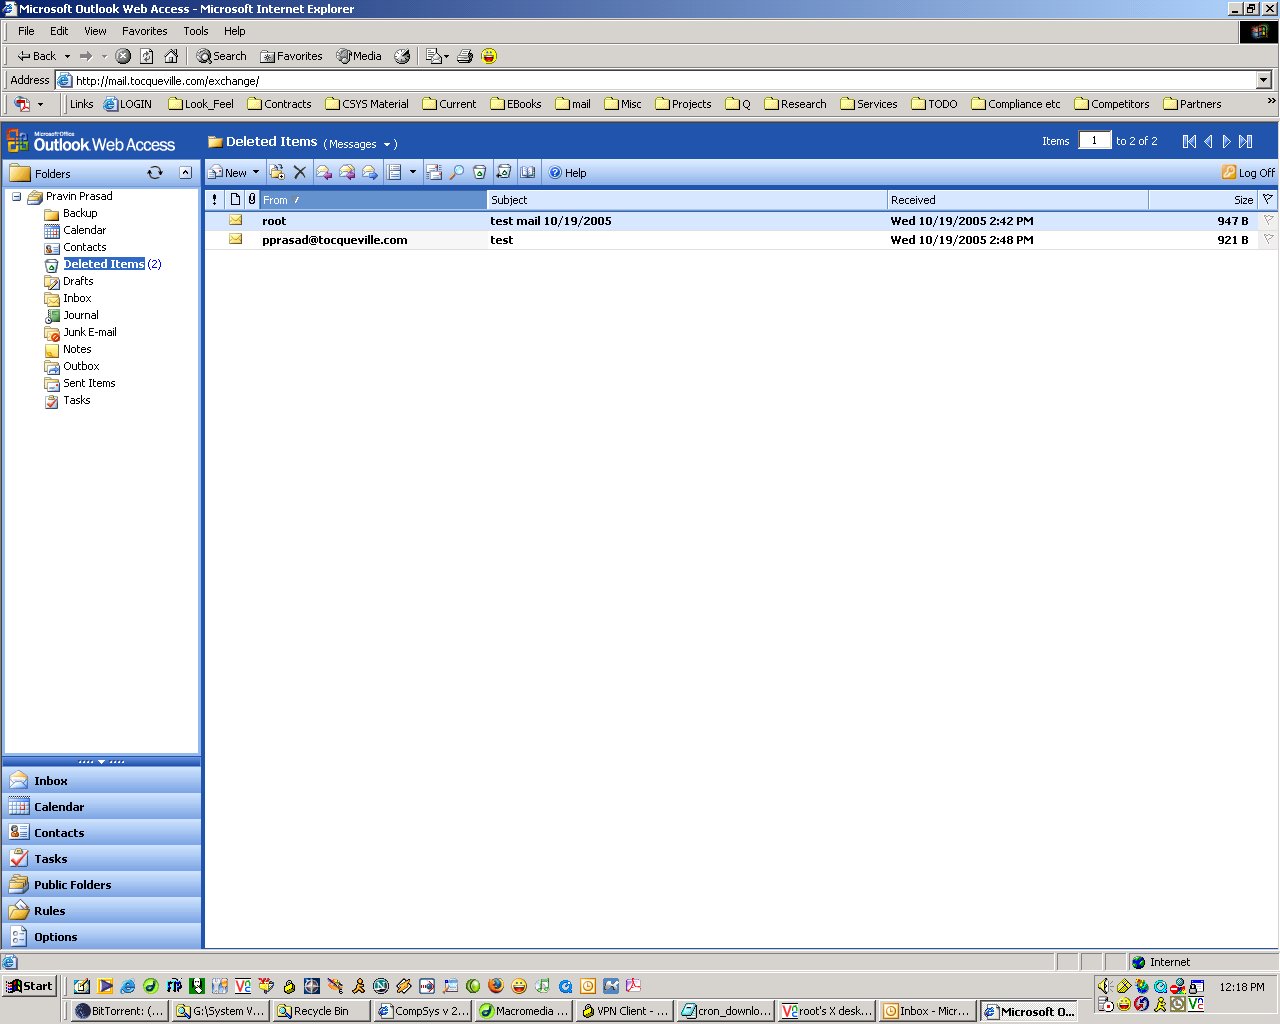 Microsoft Outlook Web Access - Microsoft Internet Explorer
File Edit View Favorites Tools Help
Back Search Favorites Media
Address http://mail.tocqueville.com/exchange/
Links LOGIN Look_Feel Contracts CSYS Material Current EBooks mail Misc Projects Q Research Services TODO Compliance etc Competitors Partners »
Microsoft Office
Outlook Web Access
Deleted Items (Messages )
Items 1 to 2 of 2
Folders
New Help Log Off
! From / Subject Received Size
root test mail 10/19/2005 Wed 10/19/2005 2:42 PM 947 B
pprasad@tocqueville.com test Wed 10/19/2005 2:48 PM 921 B
Pravin Prasad
Backup
Calendar
Contacts
Deleted Items (2)
Drafts
Inbox
Journal
Junk E-mail
Notes
Outbox
Sent Items
Tasks
Inbox
Calendar
Contacts
Tasks
Public Folders
Rules
Options
Internet
Start
12:18 PM
BitTorrent: (... G:\System V... Recycle Bin CompSys v 2... Macromedia ... VPN Client - ... cron_downlo... root's X desk... Inbox - Micr... Microsoft O...